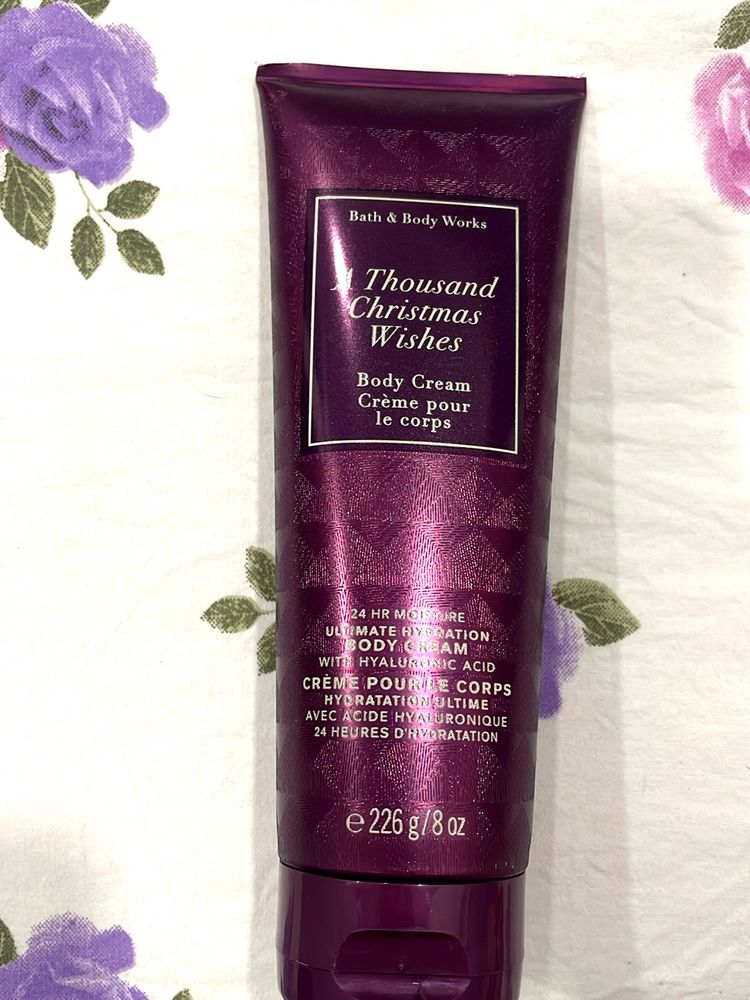 Bath & Body Works
A Thousand
Christmas
Wishes
Body Cream
Crème pour
le corps
24 HR MOISTURE
ULTIMATE HYDRATION
BODY CREAM
WITH HYALURONIC ACID
CRÈME POUR LE CORPS
HYDRATATION ULTIME
AVEC ACIDE HYALURONIQUE
24 HEURES D'HYDRATATION
e 226 g/8 oz